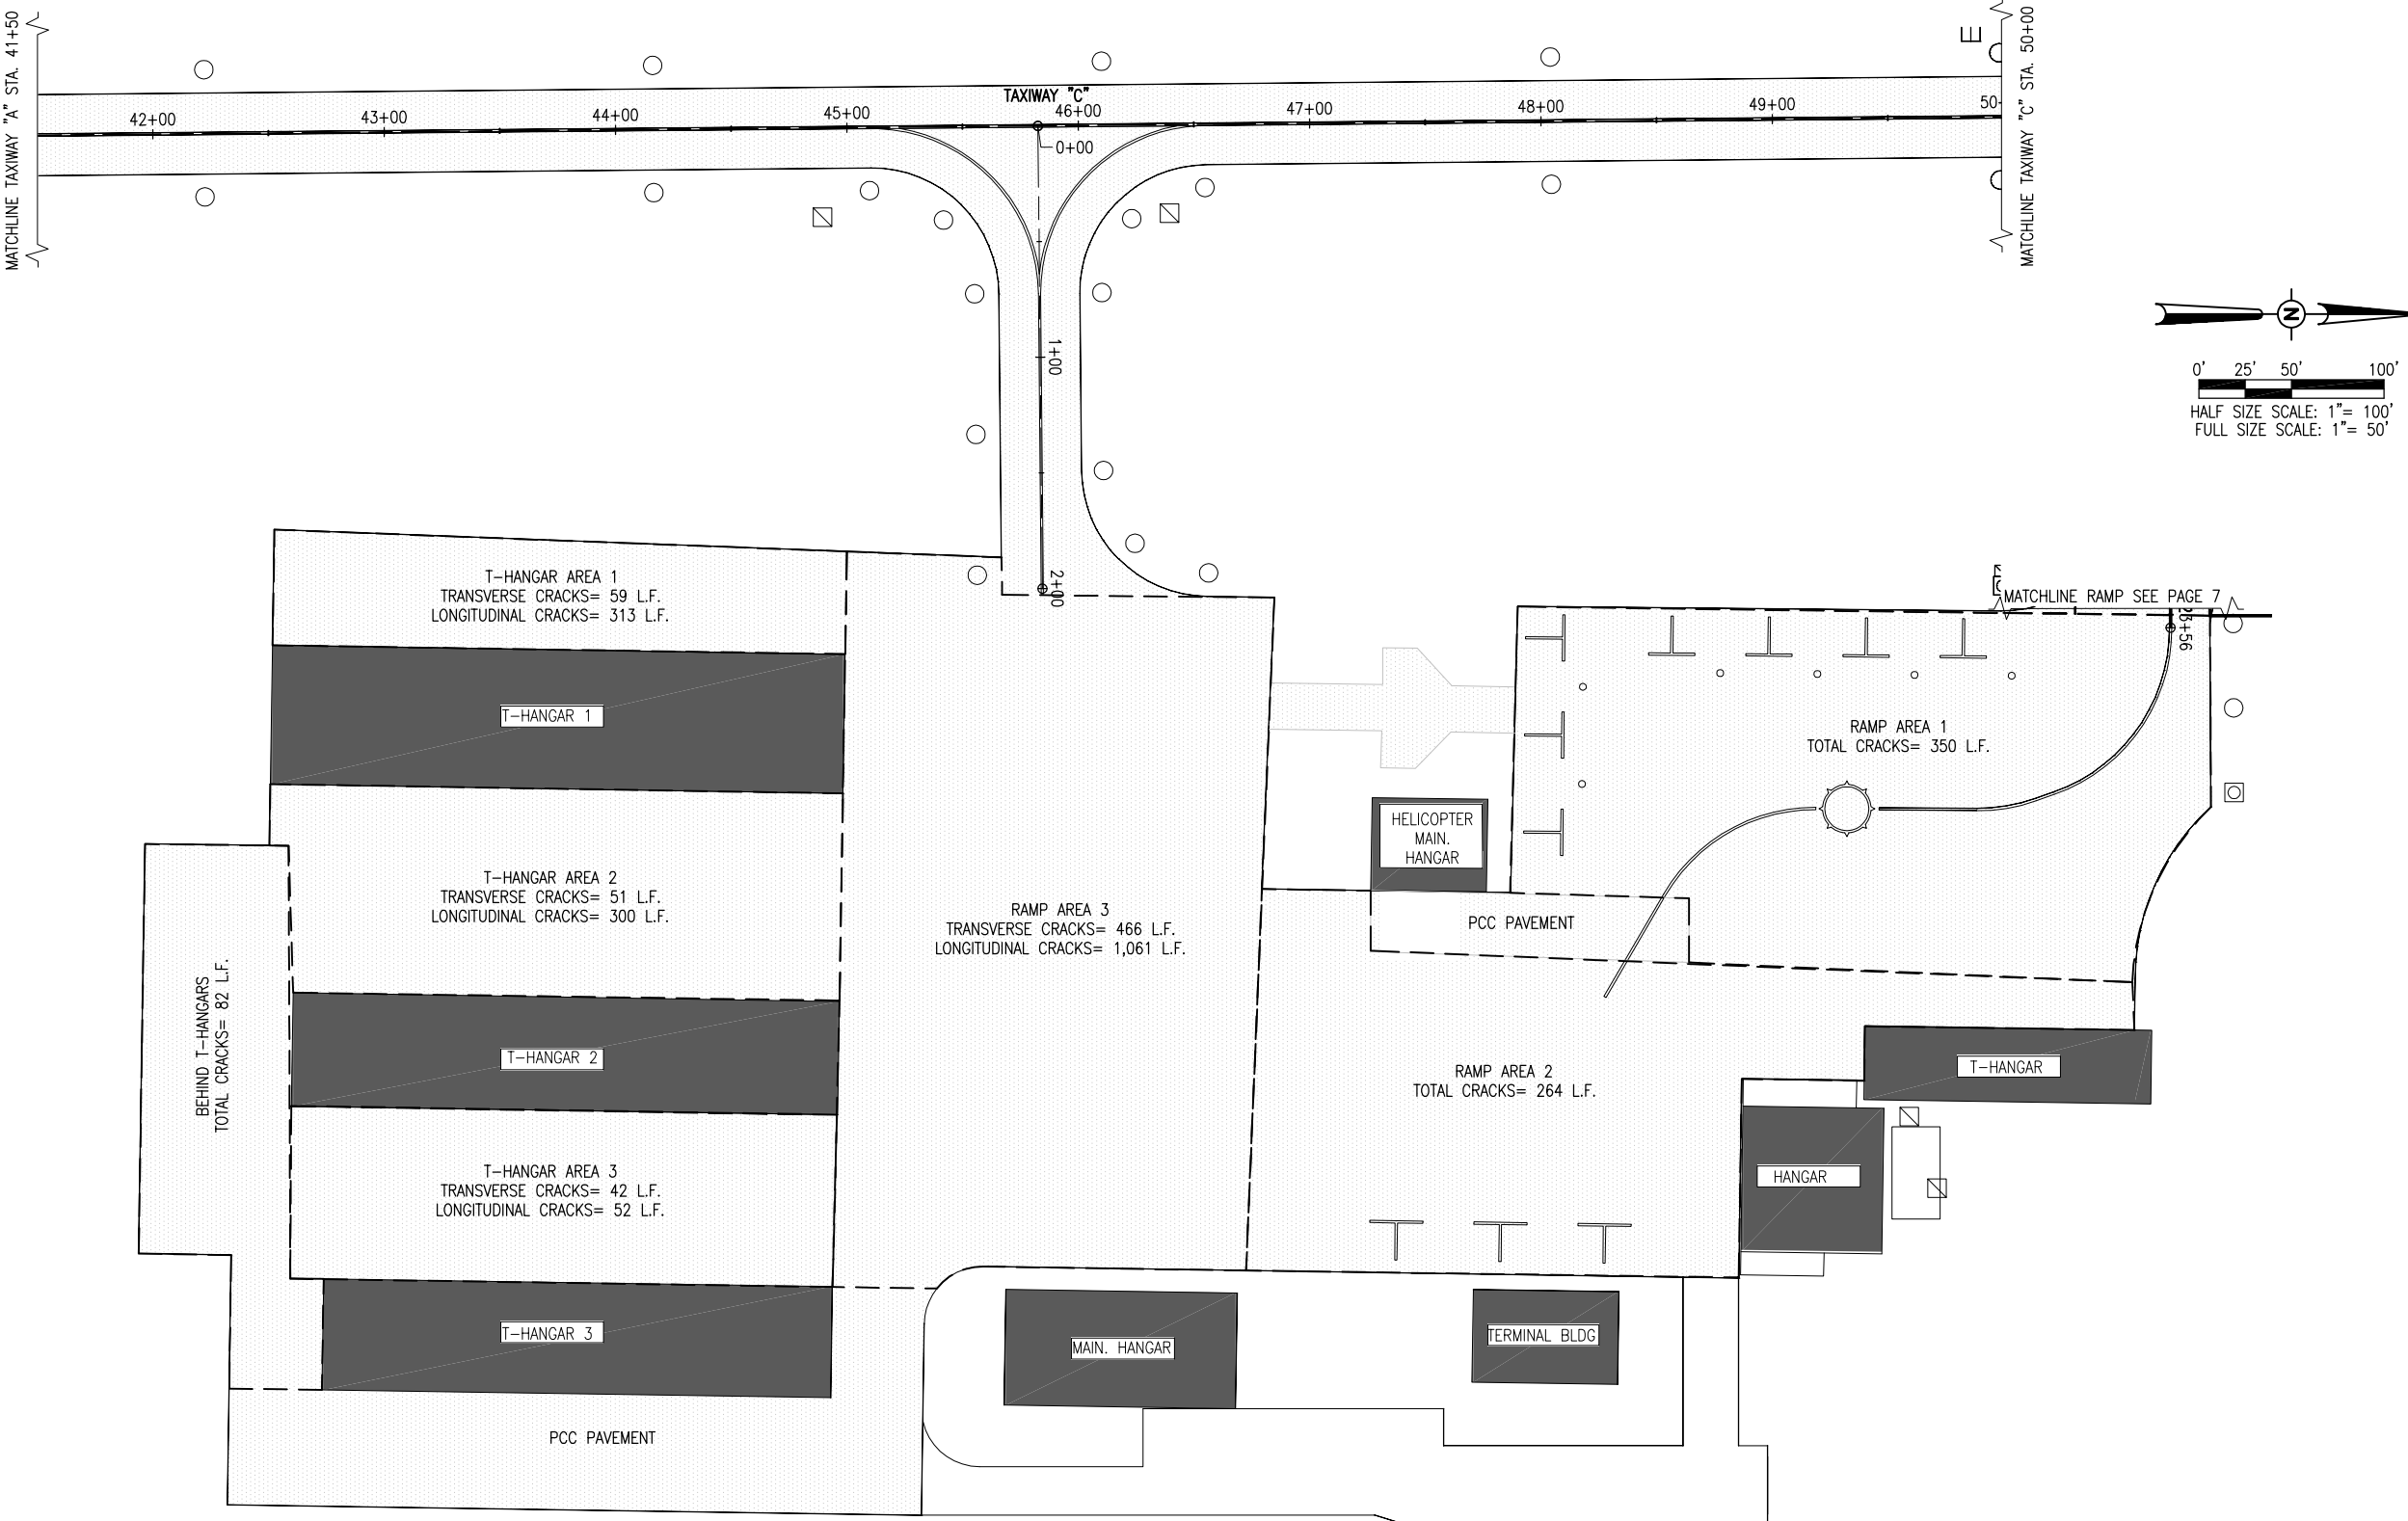 MATCHLINE TAXIWAY "A" STA. 41+50
TAXIWAY "C"
42+00
43+00
44+00
45+00
46+00
47+00
48+00
49+00
50
0+00
1+00
2+00
MATCHLINE TAXIWAY "C" STA. 50+00
E
N
0' 25' 50' 100'
HALF SIZE SCALE: 1"= 100'
FULL SIZE SCALE: 1"= 50'
T-HANGAR AREA 1
TRANSVERSE CRACKS= 59 L.F.
LONGITUDINAL CRACKS= 313 L.F.
T-HANGAR 1
MATCHLINE RAMP SEE PAGE 7
3+56
RAMP AREA 1
TOTAL CRACKS= 350 L.F.
HELICOPTER
MAIN.
HANGAR
PCC PAVEMENT
T-HANGAR AREA 2
TRANSVERSE CRACKS= 51 L.F.
LONGITUDINAL CRACKS= 300 L.F.
RAMP AREA 3
TRANSVERSE CRACKS= 466 L.F.
LONGITUDINAL CRACKS= 1,061 L.F.
BEHIND T-HANGARS
TOTAL CRACKS= 82 L.F.
T-HANGAR 2
RAMP AREA 2
TOTAL CRACKS= 264 L.F.
T-HANGAR
HANGAR
T-HANGAR AREA 3
TRANSVERSE CRACKS= 42 L.F.
LONGITUDINAL CRACKS= 52 L.F.
T-HANGAR 3
MAIN. HANGAR
TERMINAL BLDG
PCC PAVEMENT